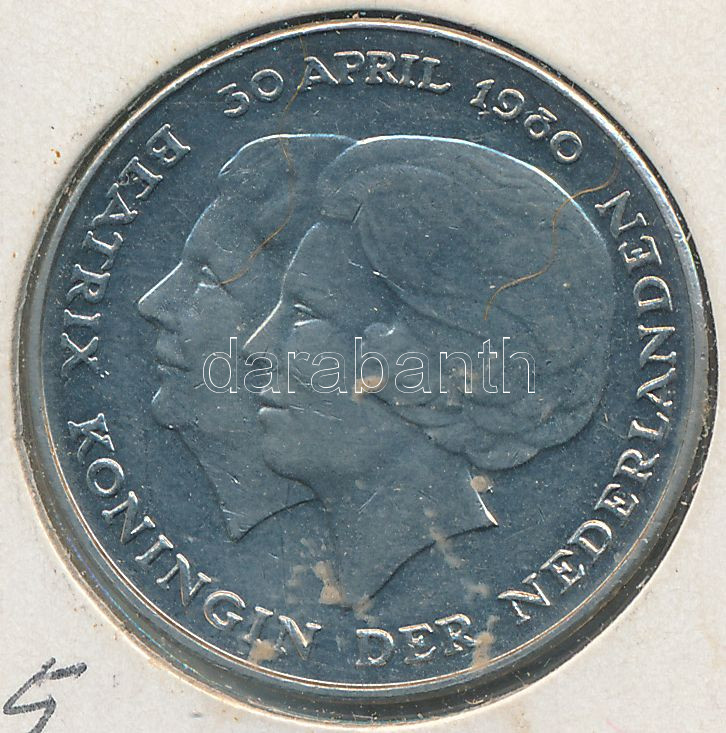 30 APRIL 1980
BEATRIX KONINGIN DER NEDERLANDEN
darabanth
5